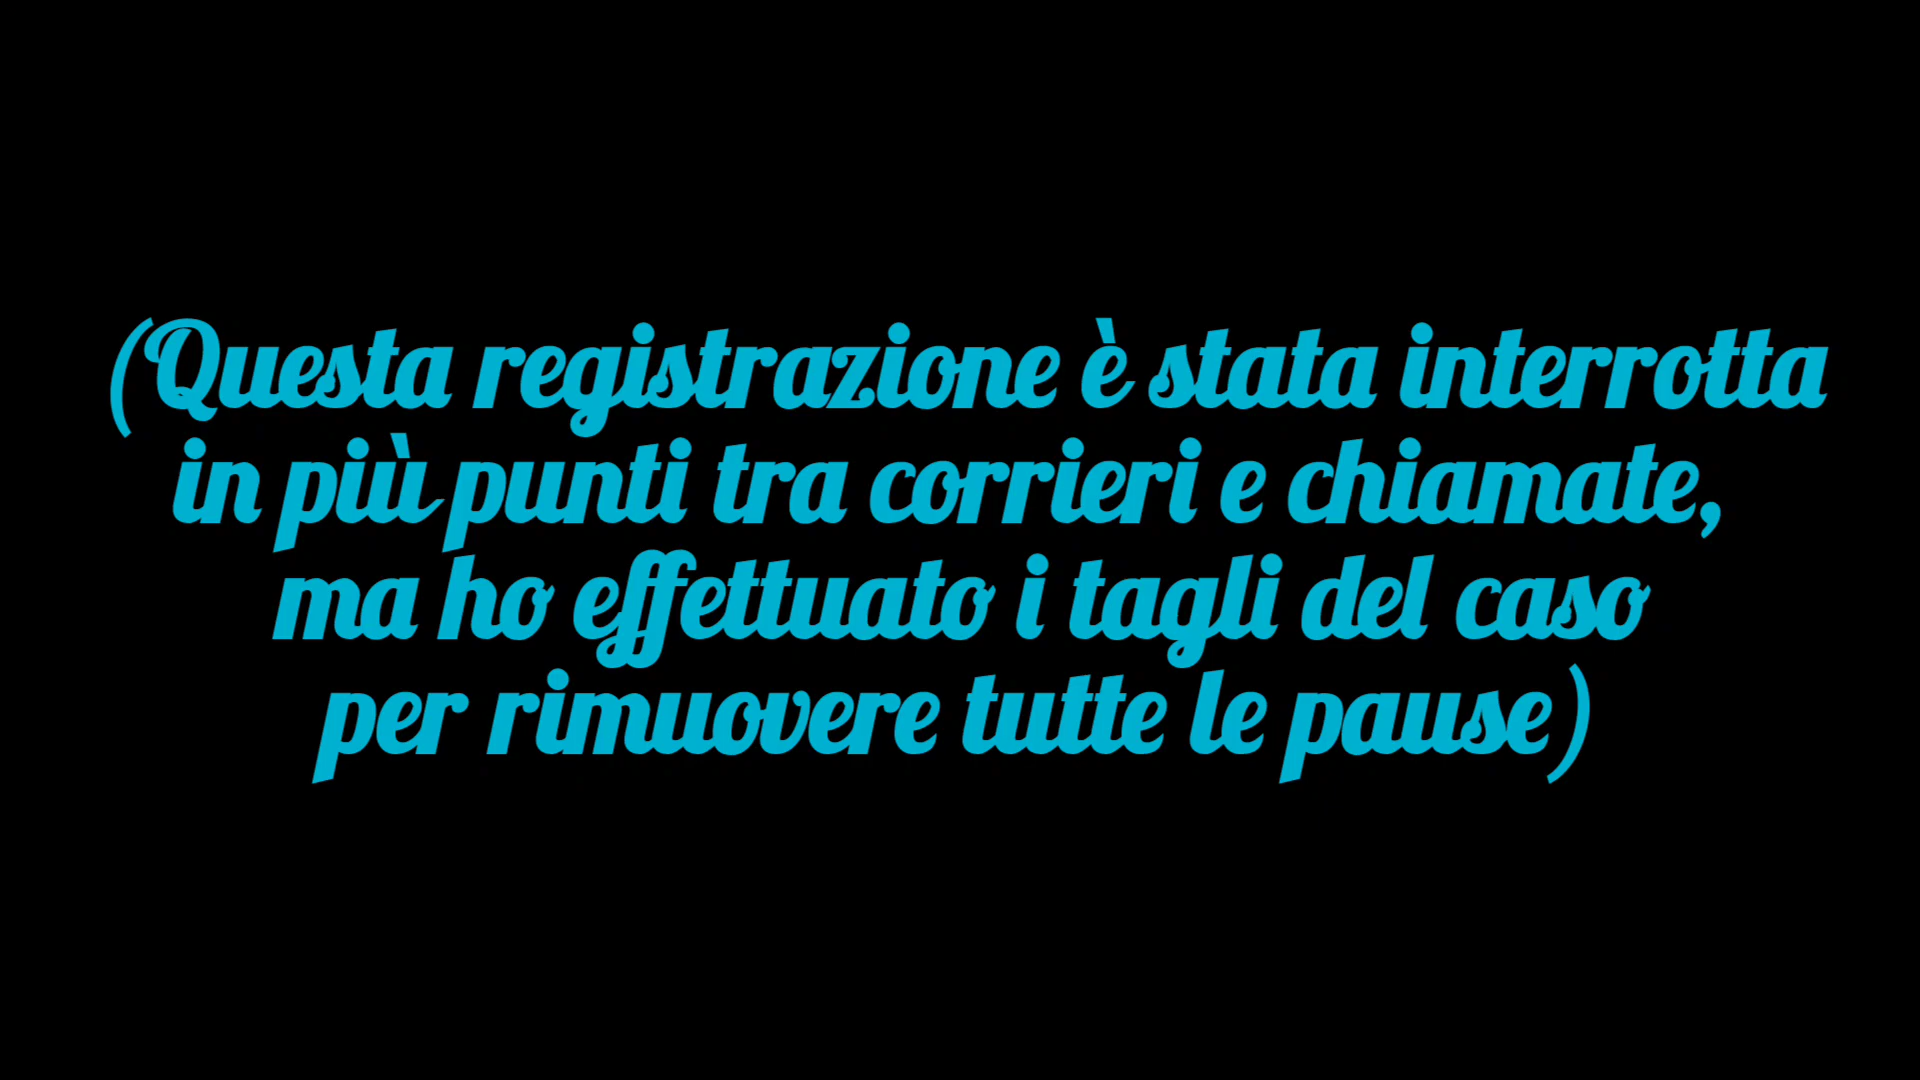 (Questa registrazione è stata interrotta
in più punti tra corrieri e chiamate,
ma ho effettuato i tagli del caso
per rimuovere tutte le pause)